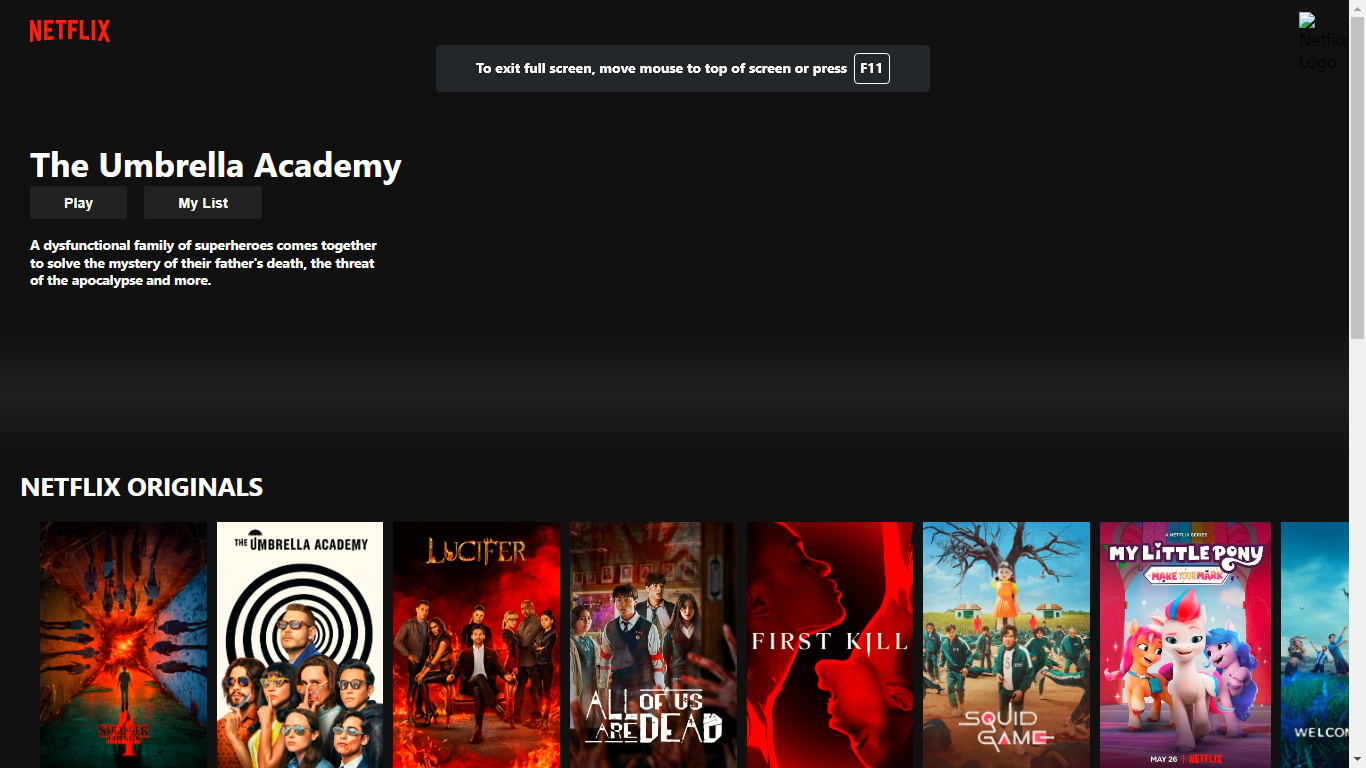 NETFLIX
Netflix
Logo
To exit full screen, move mouse to top of screen or press F11
The Umbrella Academy
Play
My List
A dysfunctional family of superheroes comes together
to solve the mystery of their father's death, the threat
of the apocalypse and more.
NETFLIX ORIGINALS
STRANGER
THINGS
4
THE UMBRELLA ACADEMY
LUCIFER
ALL OF US
ARE DEAD
FIRST KILL
SQUID
GAME
A NETFLIX SERIES
MY LITTLE PONY
MAKE YOUR MARK
MAY 26 | NETFLIX
WELCOM